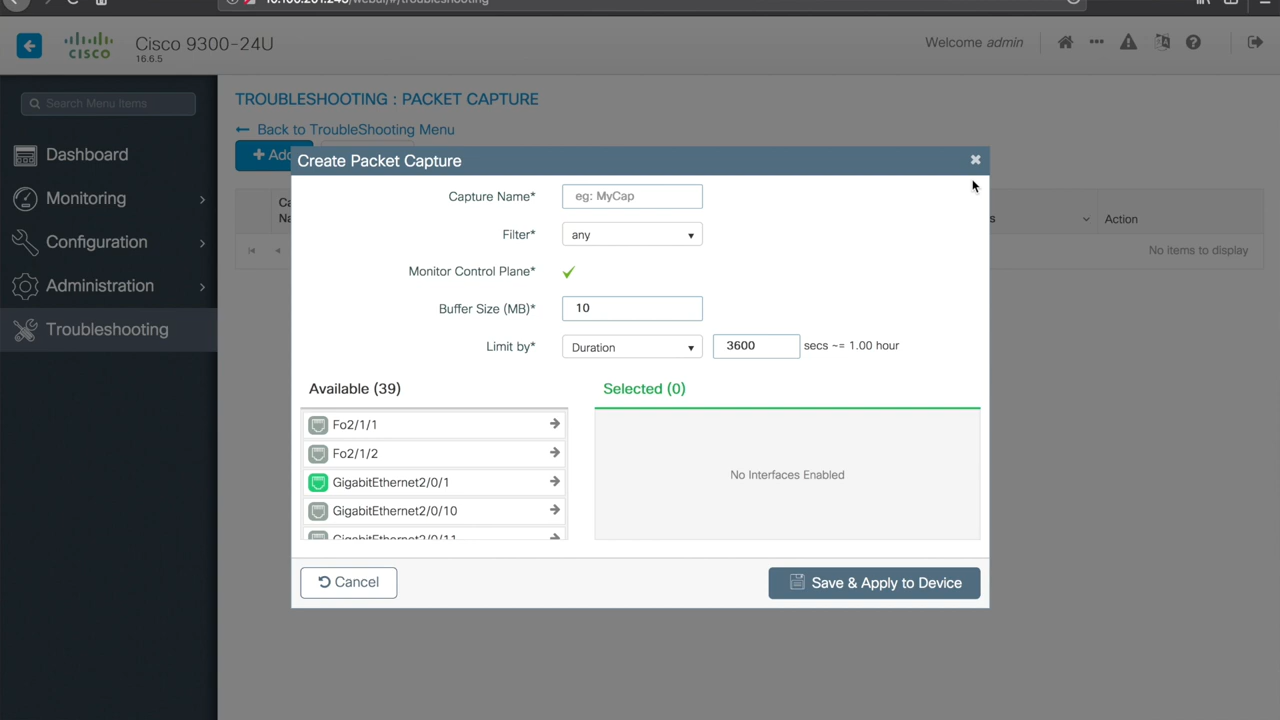 Cisco 9300-24U
16.6.5
CISCO
Welcome admin
Search Menu Items
Dashboard
Monitoring
Configuration
Administration
Troubleshooting
TROUBLESHOOTING : PACKET CAPTURE
← Back to TroubleShooting Menu
+ Add
Action
No items to display
Create Packet Capture
Capture Name*
eg: MyCap
Filter*
any
Monitor Control Plane*
Buffer Size (MB)*
10
Limit by*
Duration
3600
secs ~= 1.00 hour
Available (39)
Selected (0)
Fo2/1/1
Fo2/1/2
GigabitEthernet2/0/1
GigabitEthernet2/0/10
GigabitEthernet2/0/11
No Interfaces Enabled
Cancel
Save & Apply to Device